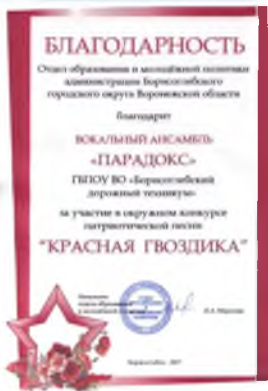 БЛАГОДАРНОСТЬ
Отдел образования и молодёжной политики
администрации Борисоглебского
городского округа Воронежской области
благодарит
ВОКАЛЬНЫЙ АНСАМБЛЬ
«ПАРАДОКС»
ГБПОУ ВО «Борисоглебский
дорожный техникум»
за участие в окружном конкурсе
патриотической песни
"КРАСНАЯ ГВОЗДИКА"